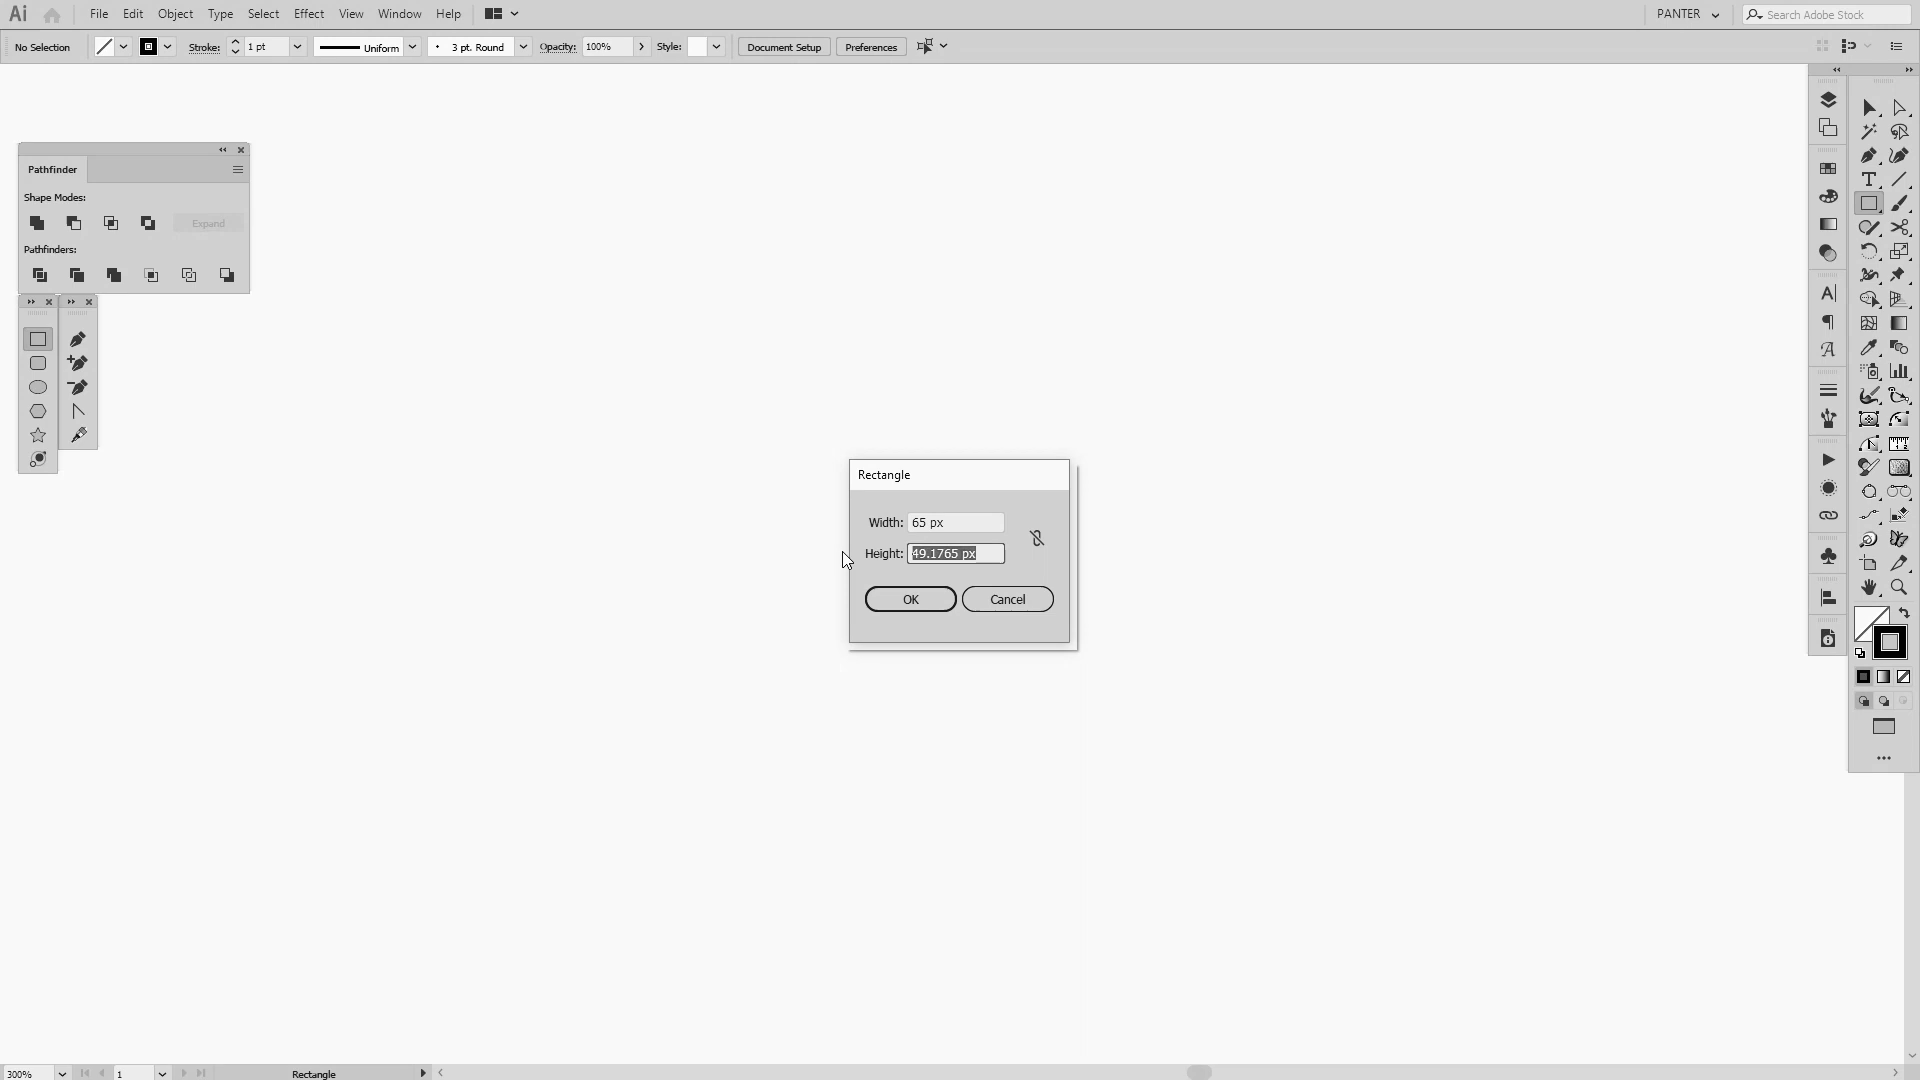 Ai File Edit Object Type Select Effect View Window Help PANTER Search Adobe Stock
No Selection Stroke: 1 pt Uniform 3 pt. Round Opacity: 100% Style: Document Setup Preferences
Pathfinder
Shape Modes:
Expand
Pathfinders:
Rectangle
Width: 65 px
Height: 49.1765 px
OK Cancel
300% 1 Rectangle